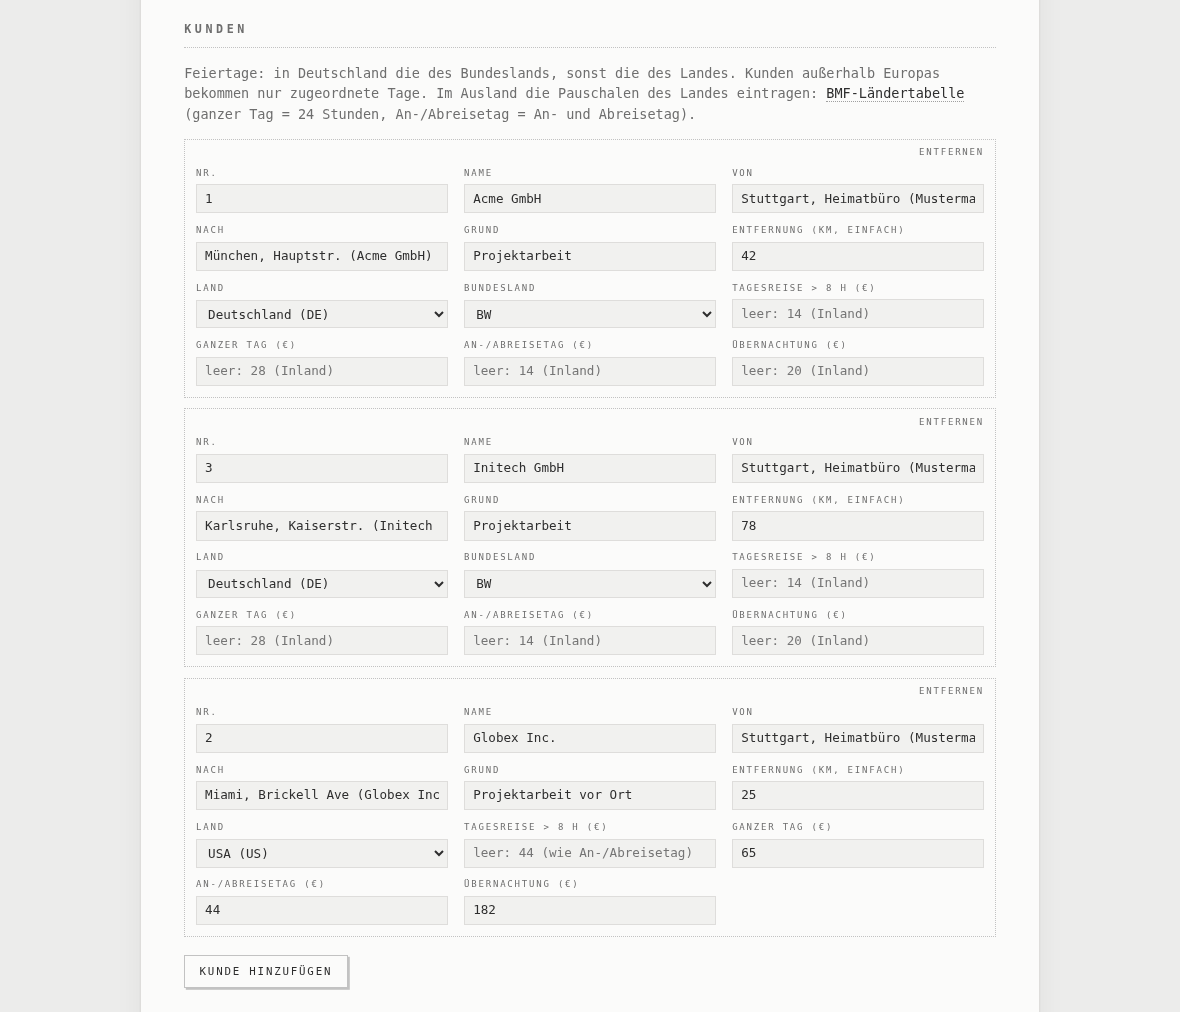 KUNDEN
Feiertage: in Deutschland die des Bundeslands, sonst die des Landes. Kunden außerhalb Europas
bekommen nur zugeordnete Tage. Im Ausland die Pauschalen des Landes eintragen: BMF-Ländertabelle
(ganzer Tag = 24 Stunden, An-/Abreisetag = An- und Abreisetag).
ENTFERNEN
NR. NAME VON
1 Acme GmbH Stuttgart, Heimatbüro (Musterma
NACH GRUND ENTFERNUNG (KM, EINFACH)
München, Hauptstr. (Acme GmbH) Projektarbeit 42
LAND BUNDESLAND TAGESREISE > 8 H (€)
Deutschland (DE) BW leer: 14 (Inland)
GANZER TAG (€) AN-/ABREISETAG (€) ÜBERNACHTUNG (€)
leer: 28 (Inland) leer: 14 (Inland) leer: 20 (Inland)
ENTFERNEN
NR. NAME VON
3 Initech GmbH Stuttgart, Heimatbüro (Musterma
NACH GRUND ENTFERNUNG (KM, EINFACH)
Karlsruhe, Kaiserstr. (Initech Projektarbeit 78
LAND BUNDESLAND TAGESREISE > 8 H (€)
Deutschland (DE) BW leer: 14 (Inland)
GANZER TAG (€) AN-/ABREISETAG (€) ÜBERNACHTUNG (€)
leer: 28 (Inland) leer: 14 (Inland) leer: 20 (Inland)
ENTFERNEN
NR. NAME VON
2 Globex Inc. Stuttgart, Heimatbüro (Musterma
NACH GRUND ENTFERNUNG (KM, EINFACH)
Miami, Brickell Ave (Globex Inc Projektarbeit vor Ort 25
LAND TAGESREISE > 8 H (€) GANZER TAG (€)
USA (US) leer: 44 (wie An-/Abreisetag) 65
AN-/ABREISETAG (€) ÜBERNACHTUNG (€)
44 182
KUNDE HINZUFÜGEN